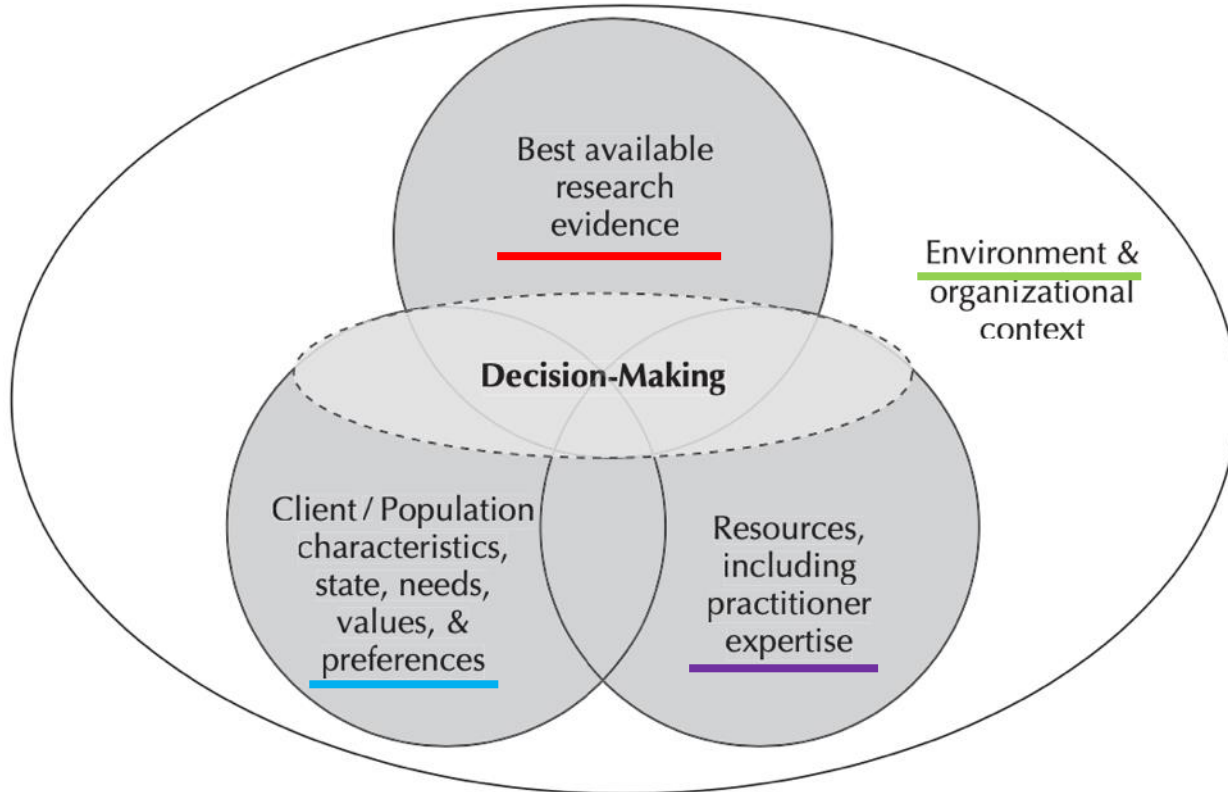 Best available
research
evidence
Environment &
organizational
context
Decision-Making
Client / Population
characteristics,
state, needs,
values, &
preferences
Resources,
including
practitioner
expertise